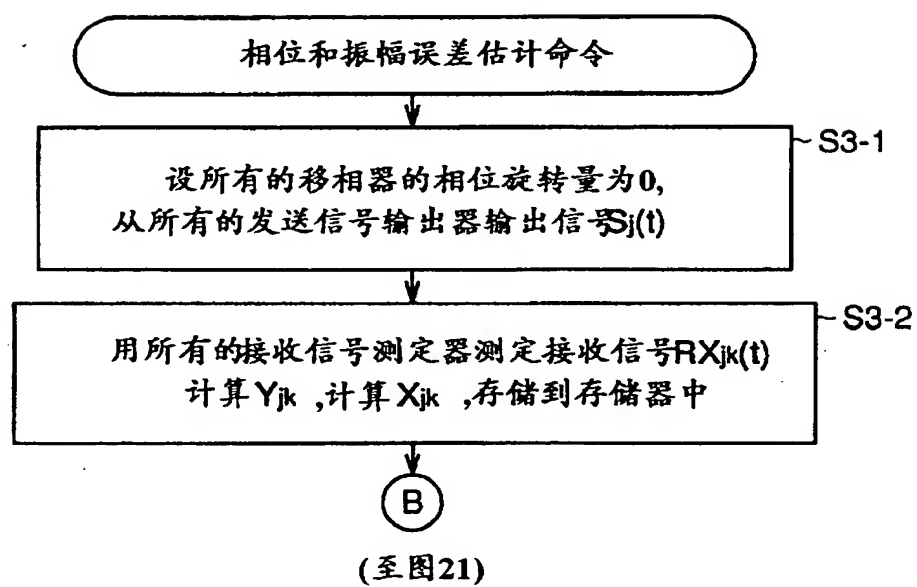 相位和振幅误差估计命令
S3-1
设所有的移相器的相位旋转量为0,
从所有的发送信号输出器输出信号Sj(t)
S3-2
用所有的接收信号测定器测定接收信号RXjk(t)
计算Yjk ,计算Xjk ,存储到存储器中
B
(至图21)